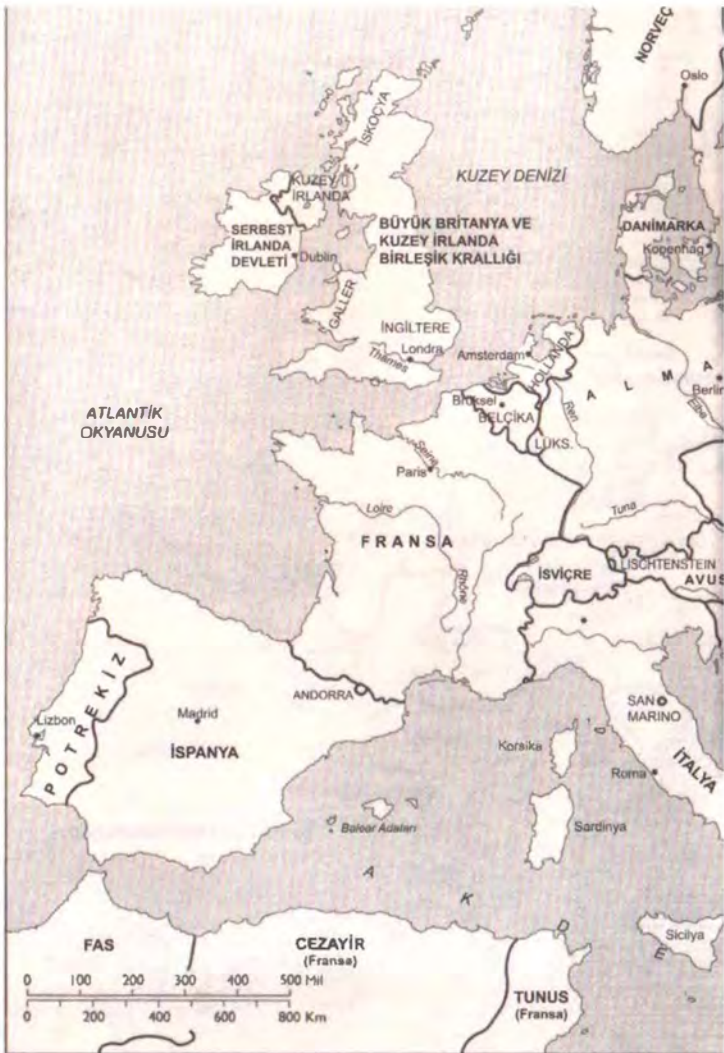 NORVEÇ
Oslo
İSKOÇYA
KUZEY DENİZİ
KUZEY
İRLANDA
DANİMARKA
Kopenhag
SERBEST
İRLANDA
DEVLETİ
Dublin
BÜYÜK BRİTANYA VE
KUZEY İRLANDA
BİRLEŞİK KRALLIĞI
GALLER
İNGİLTERE
Londra
Thames
Amsterdam
HOLLANDA
ALMA
Berlin
Elbe
Brüksel
BELÇİKA
Ren
LÜKS.
ATLANTİK
OKYANUSU
Seine
Paris
Loire
Tuna
FRANSA
Rhône
İSVİÇRE
LISCHTENSTEIN
AVUS
POTREKİZ
Lizbon
Madrid
İSPANYA
ANDORRA
SAN
MARINO
Korsika
Roma
İTALYA
Balear Adaları
Sardinya
AKDE
Sicilya
FAS
CEZAYİR
(Fransa)
TUNUS
(Fransa)
0 100 200 300 400 500 Mil
0 200 400 600 800 Km